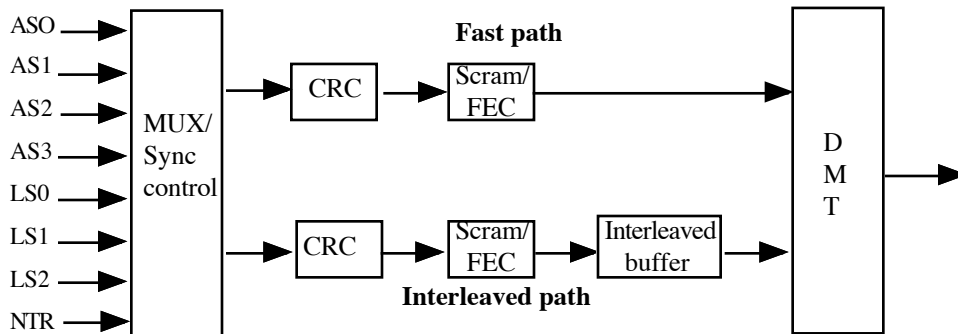 ASO
AS1
AS2
AS3
LS0
LS1
LS2
NTR
MUX/
Sync
control
Fast path
CRC
Scram/
FEC
CRC
Scram/
FEC
Interleaved
buffer
Interleaved path
D
M
T